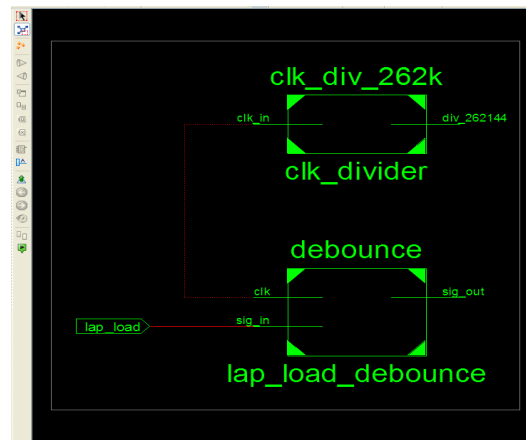 clk_div_262k
clk_in
div_262144
clk_divider
debounce
clk
sig_out
lap_load
sig_in
lap_load_debounce